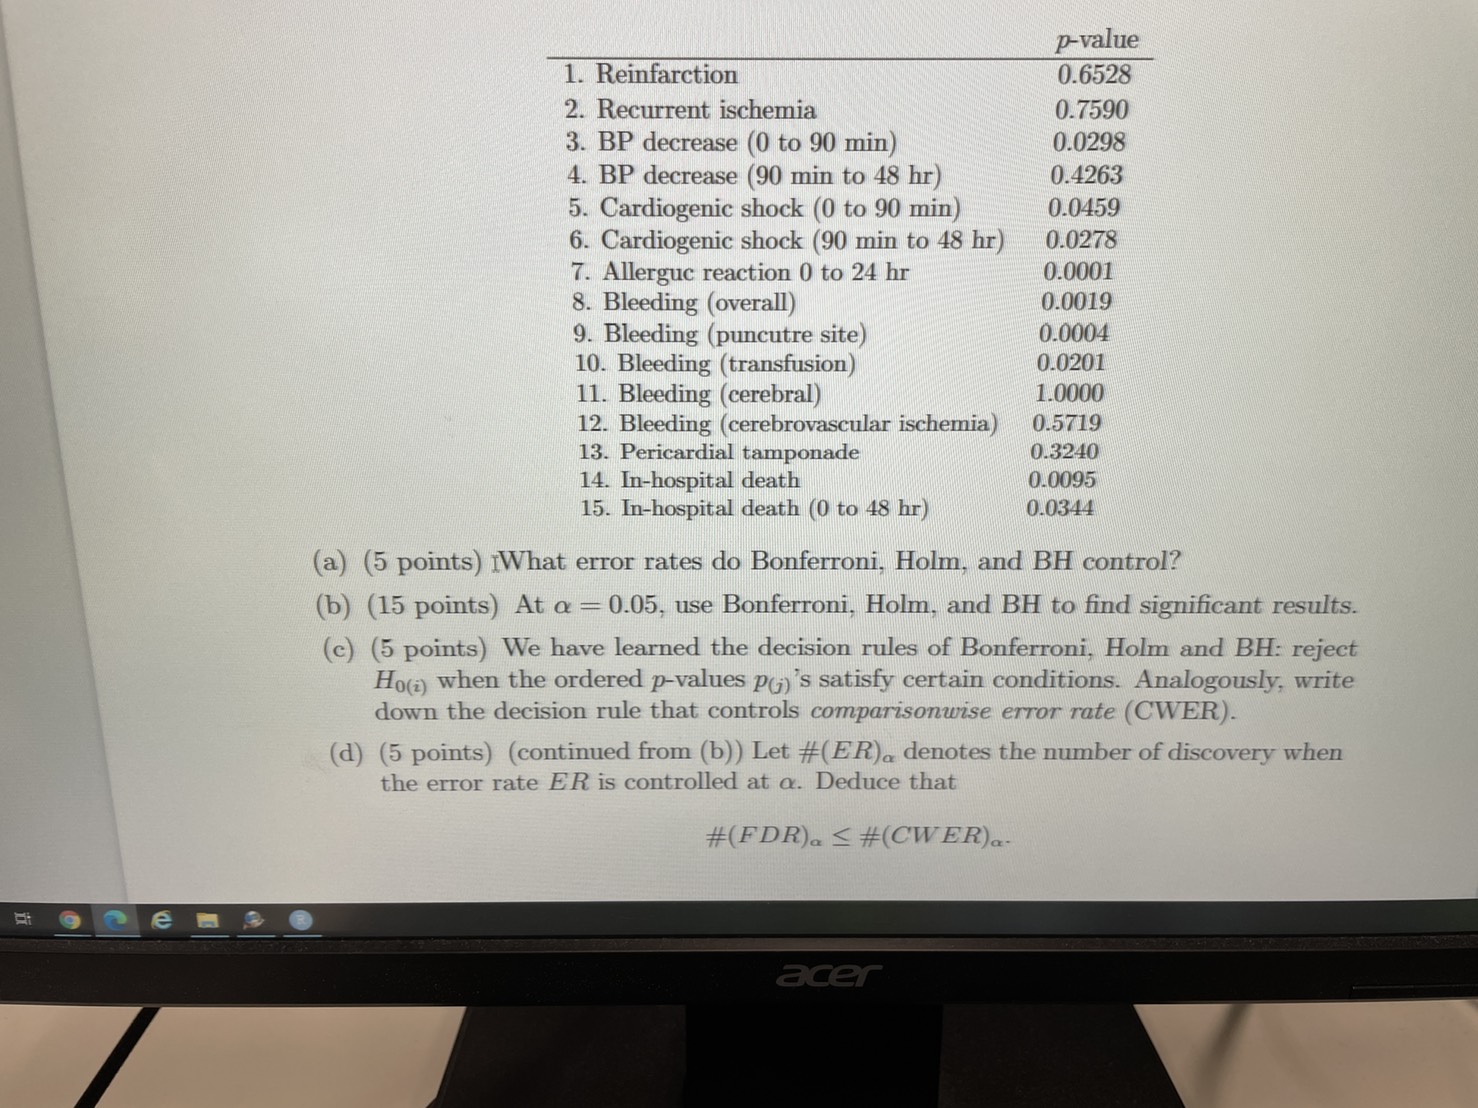 p-value
1. Reinfarction 0.6528
2. Recurrent ischemia 0.7590
3. BP decrease (0 to 90 min) 0.0298
4. BP decrease (90 min to 48 hr) 0.4263
5. Cardiogenic shock (0 to 90 min) 0.0459
6. Cardiogenic shock (90 min to 48 hr) 0.0278
7. Allerguc reaction 0 to 24 hr 0.0001
8. Bleeding (overall) 0.0019
9. Bleeding (puncutre site) 0.0004
10. Bleeding (transfusion) 0.0201
11. Bleeding (cerebral) 1.0000
12. Bleeding (cerebrovascular ischemia) 0.5719
13. Pericardial tamponade 0.3240
14. In-hospital death 0.0095
15. In-hospital death (0 to 48 hr) 0.0344
(a) (5 points) What error rates do Bonferroni, Holm, and BH control?
(b) (15 points) At α = 0.05, use Bonferroni, Holm, and BH to find significant results.
(c) (5 points) We have learned the decision rules of Bonferroni, Holm and BH: reject
H₀₍ᵢ₎ when the ordered p-values p₍ⱼ₎'s satisfy certain conditions. Analogously, write
down the decision rule that controls comparisonwise error rate (CWER).
(d) (5 points) (continued from (b)) Let #(ER)α denotes the number of discovery when
the error rate ER is controlled at α. Deduce that
#(FDR)α ≤ #(CWER)α.
acer